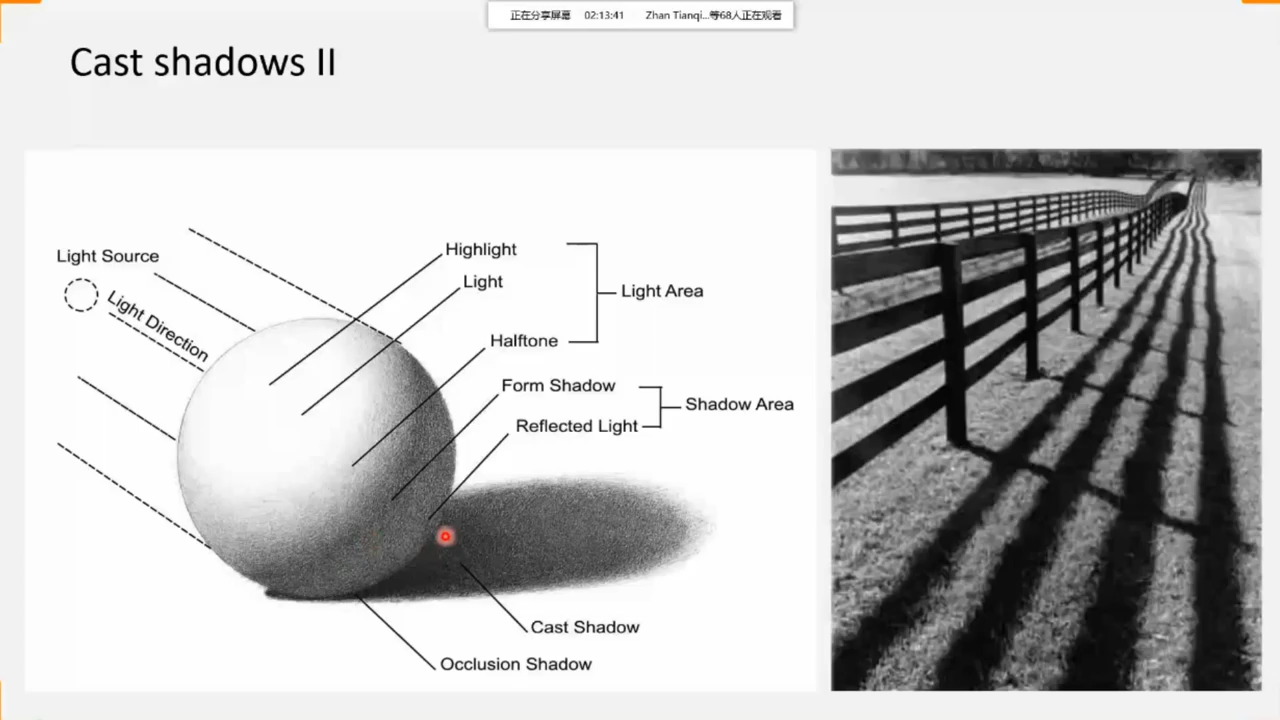 正在分享屏幕 02:13:41 Zhan Tianqi...等68人正在观看
Cast shadows II
Light Source
Light Direction
Highlight
Light
Halftone
Light Area
Form Shadow
Reflected Light
Shadow Area
Cast Shadow
Occlusion Shadow